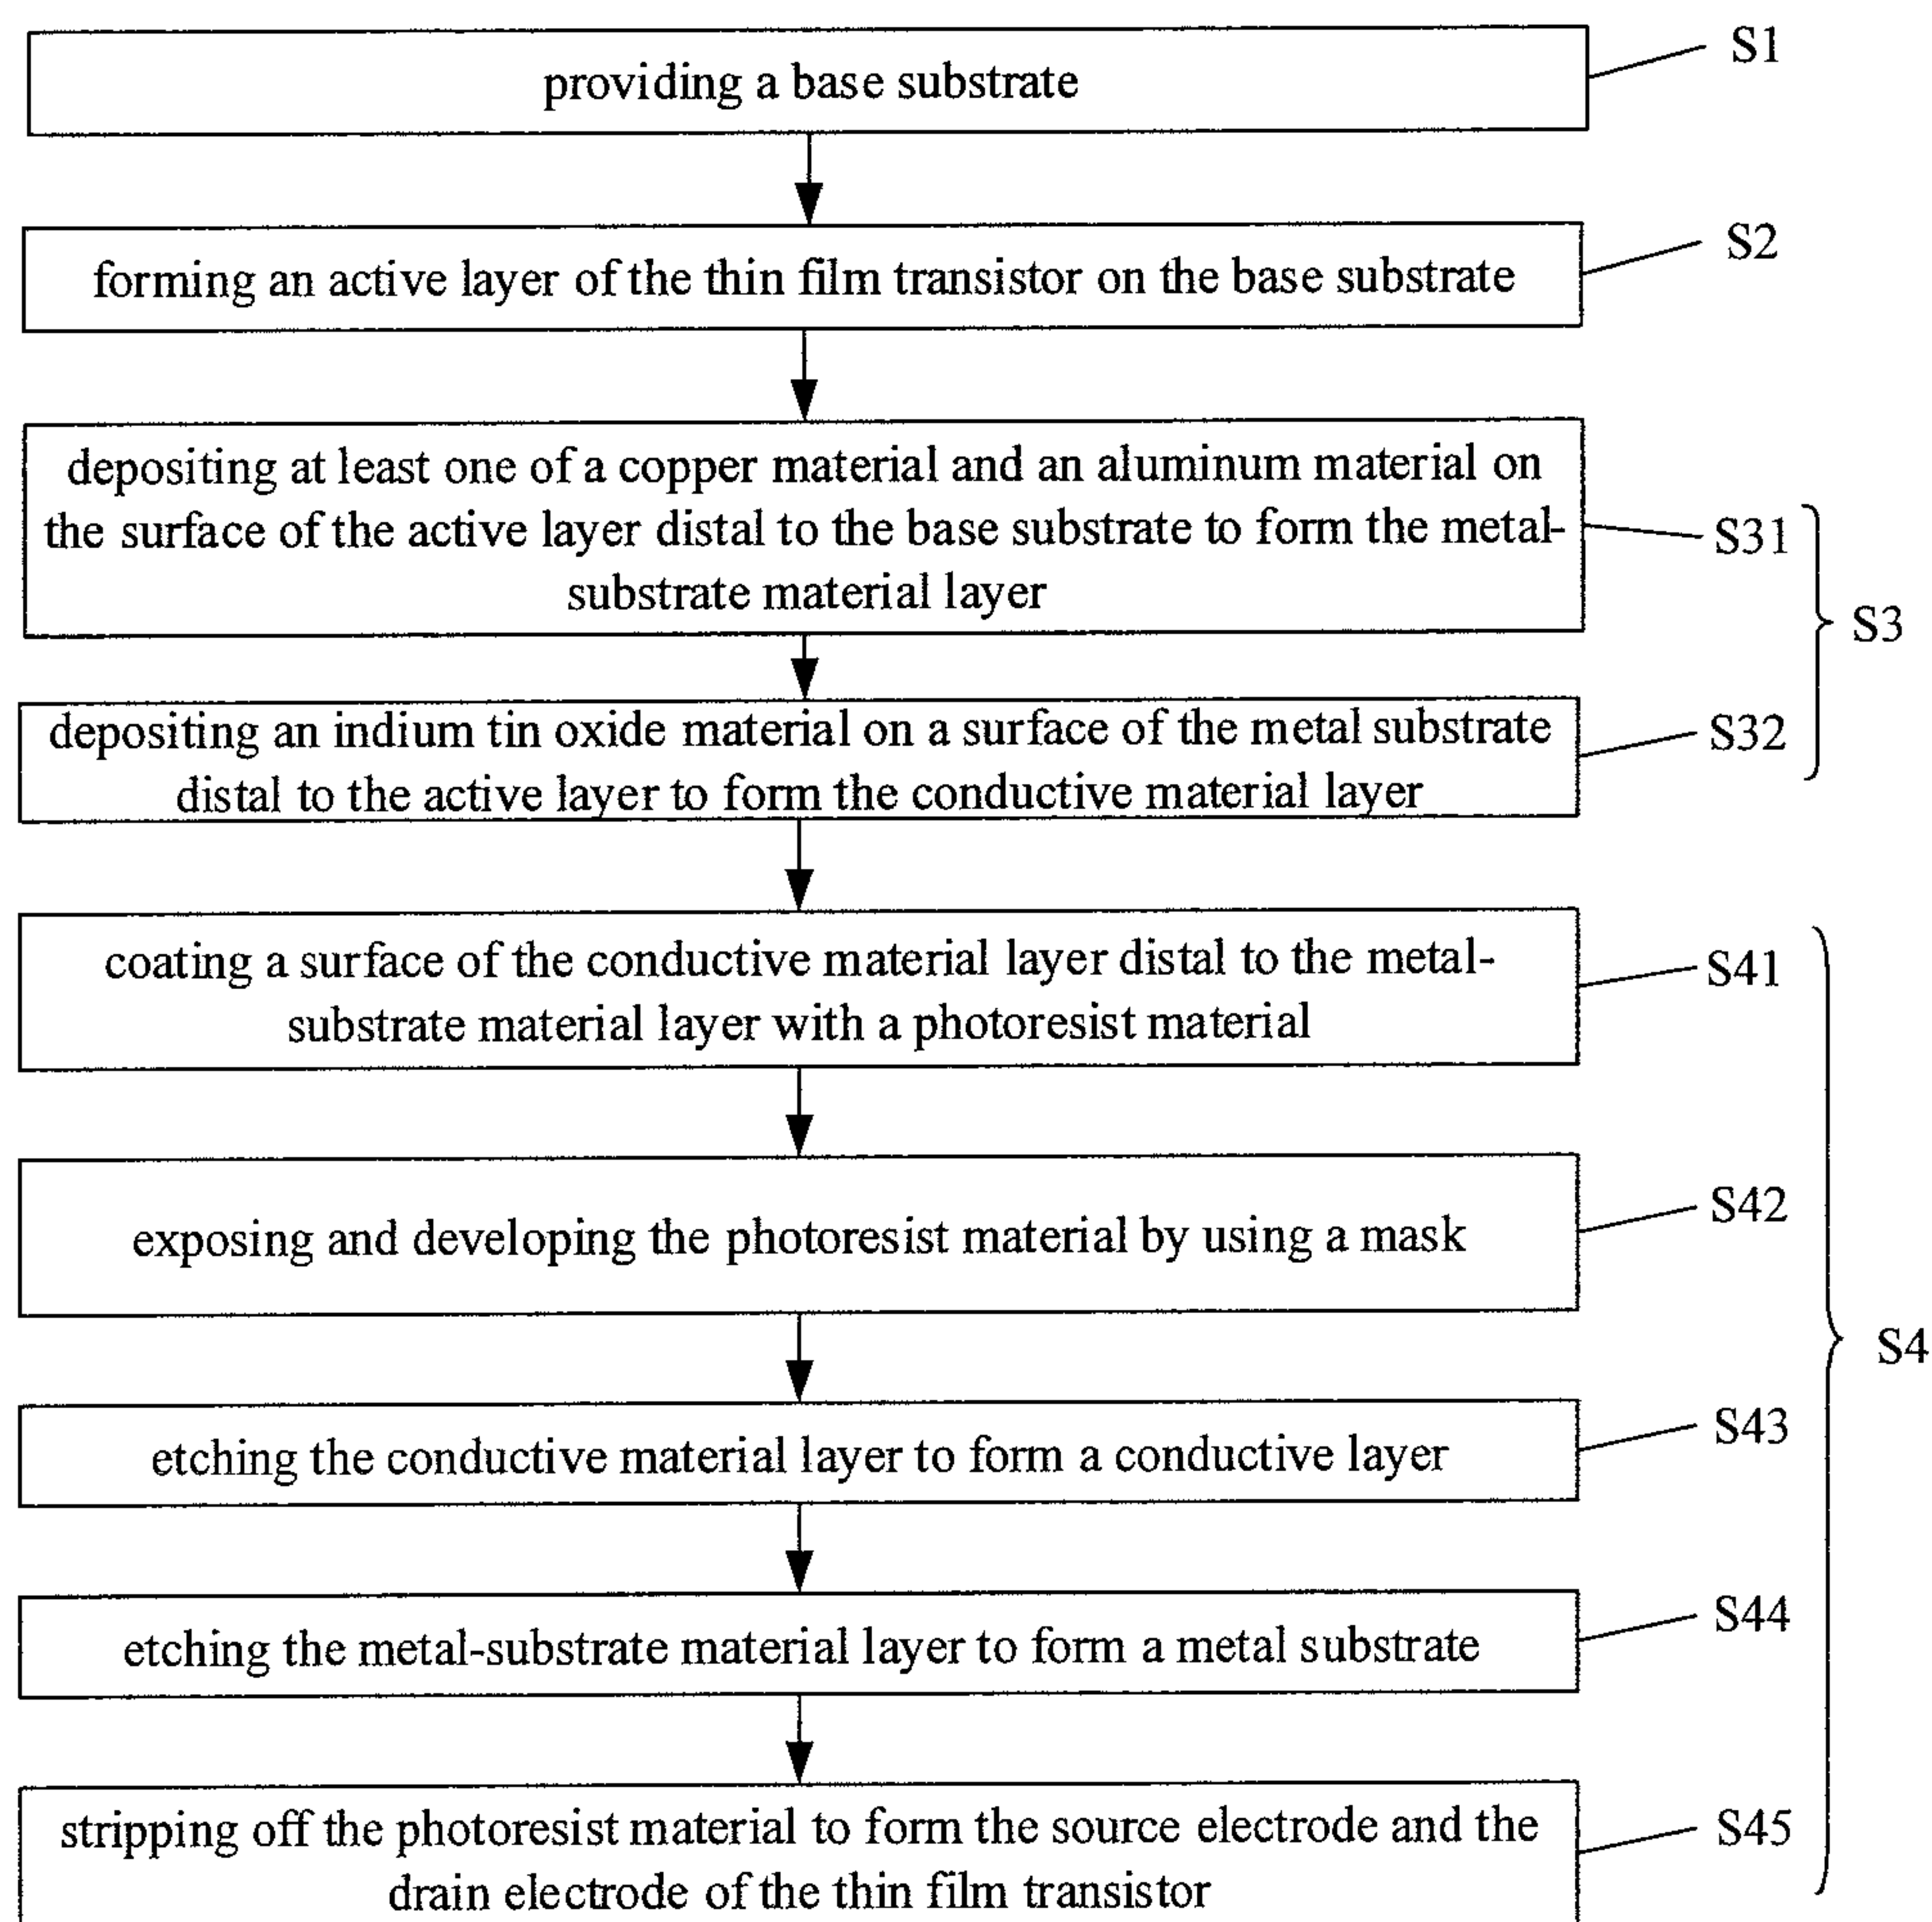 providing a base substrate
S1
forming an active layer of the thin film transistor on the base substrate
S2
depositing at least one of a copper material and an aluminum material on
the surface of the active layer distal to the base substrate to form the metal-
substrate material layer
S31
S3
depositing an indium tin oxide material on a surface of the metal substrate
distal to the active layer to form the conductive material layer
S32
coating a surface of the conductive material layer distal to the metal-
substrate material layer with a photoresist material
S41
exposing and developing the photoresist material by using a mask
S42
S4
etching the conductive material layer to form a conductive layer
S43
etching the metal-substrate material layer to form a metal substrate
S44
stripping off the photoresist material to form the source electrode and the
drain electrode of the thin film transistor
S45